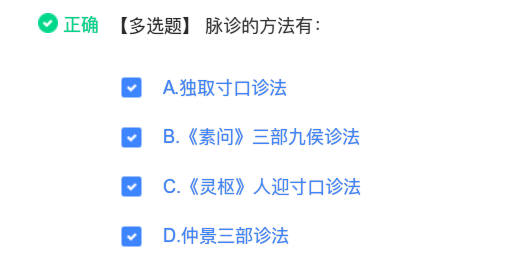 正确 【多选题】 脉诊的方法有：
A.独取寸口诊法
B.《素问》三部九侯诊法
C.《灵枢》人迎寸口诊法
D.仲景三部诊法